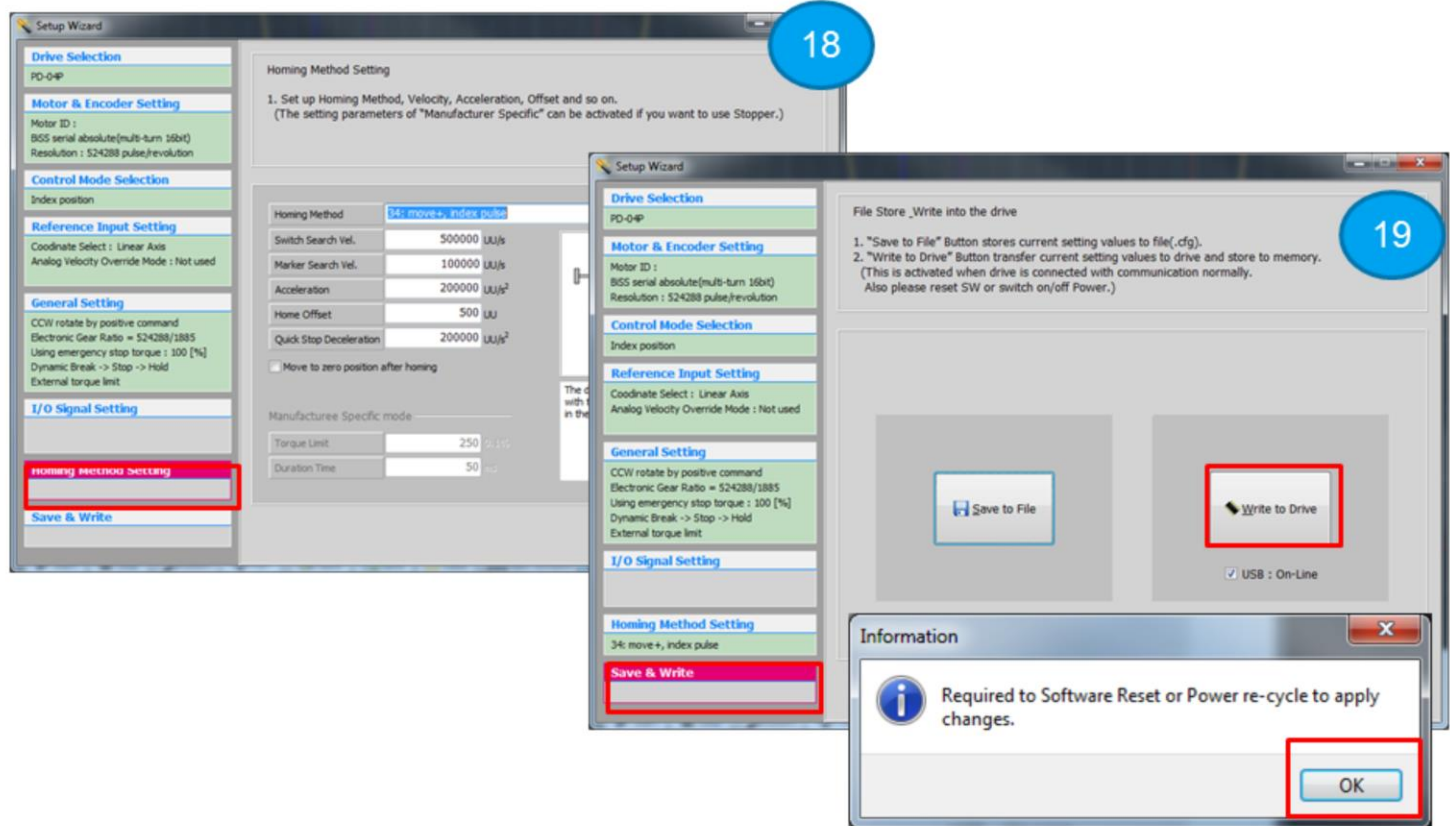 Setup Wizard
18
Drive Selection
PD-04P
Motor & Encoder Setting
Motor ID :
BiSS serial absolute(multi-turn 16bit)
Resolution : 524288 pulse/revolution
Control Mode Selection
Index position
Reference Input Setting
Coodinate Select : Linear Axis
Analog Velocity Override Mode : Not used
General Setting
CCW rotate by positive command
Electronic Gear Ratio = 524288/1885
Using emergency stop torque : 100 [%]
Dynamic Break -> Stop -> Hold
External torque limit
I/O Signal Setting
Homing Method Setting
Save & Write
Homing Method Setting
1. Set up Homing Method, Velocity, Acceleration, Offset and so on.
(The setting parameters of "Manufacturer Specific" can be activated if you want to use Stopper.)
Homing Method 34: move+, index pulse
Switch Search Vel. 500000 UU/s
Marker Search Vel. 100000 UU/s
Acceleration 200000 UU/s²
Home Offset 500 UU
Quick Stop Deceleration 200000 UU/s²
Move to zero position after homing
Manufacturee Specific mode
Torque Limit 250
Duration Time 50
The d
with t
in the
Setup Wizard
19
Drive Selection
PD-04P
Motor & Encoder Setting
Motor ID :
BiSS serial absolute(multi-turn 16bit)
Resolution : 524288 pulse/revolution
Control Mode Selection
Index position
Reference Input Setting
Coodinate Select : Linear Axis
Analog Velocity Override Mode : Not used
General Setting
CCW rotate by positive command
Electronic Gear Ratio = 524288/1885
Using emergency stop torque : 100 [%]
Dynamic Break -> Stop -> Hold
External torque limit
I/O Signal Setting
Homing Method Setting
34: move+, index pulse
Save & Write
File Store _Write into the drive
1. "Save to File" Button stores current setting values to file(.cfg).
2. "Write to Drive" Button transfer current setting values to drive and store to memory.
(This is activated when drive is connected with communication normally.
Also please reset SW or switch on/off Power.)
Save to File
Write to Drive
USB : On-Line
Information
Required to Software Reset or Power re-cycle to apply
changes.
OK